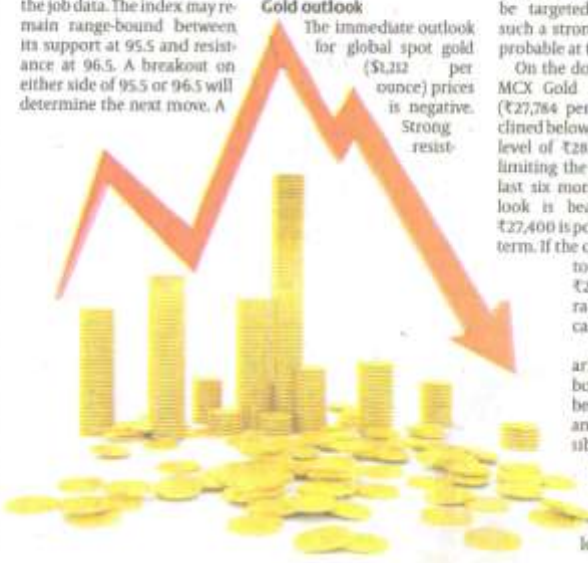 the job data. The index may re-
main range-bound between
its support at 95.5 and resist-
ance at 96.5. A breakout on
either side of 95.5 or 96.5 will
determine the next move. A
Gold outlook
The immediate outlook
for global spot gold
($1,212 per
ounce) prices
is negative.
Strong
resist-
be targeted
such a stron
probable at
On the do
MCX Gold
(₹27,784 per
clined below
level of ₹28
limiting the
last six mon
look is bea
₹27,400 is po
term. If the c
to
₹2
ra
ca
ar
bo
be
an
sib
le